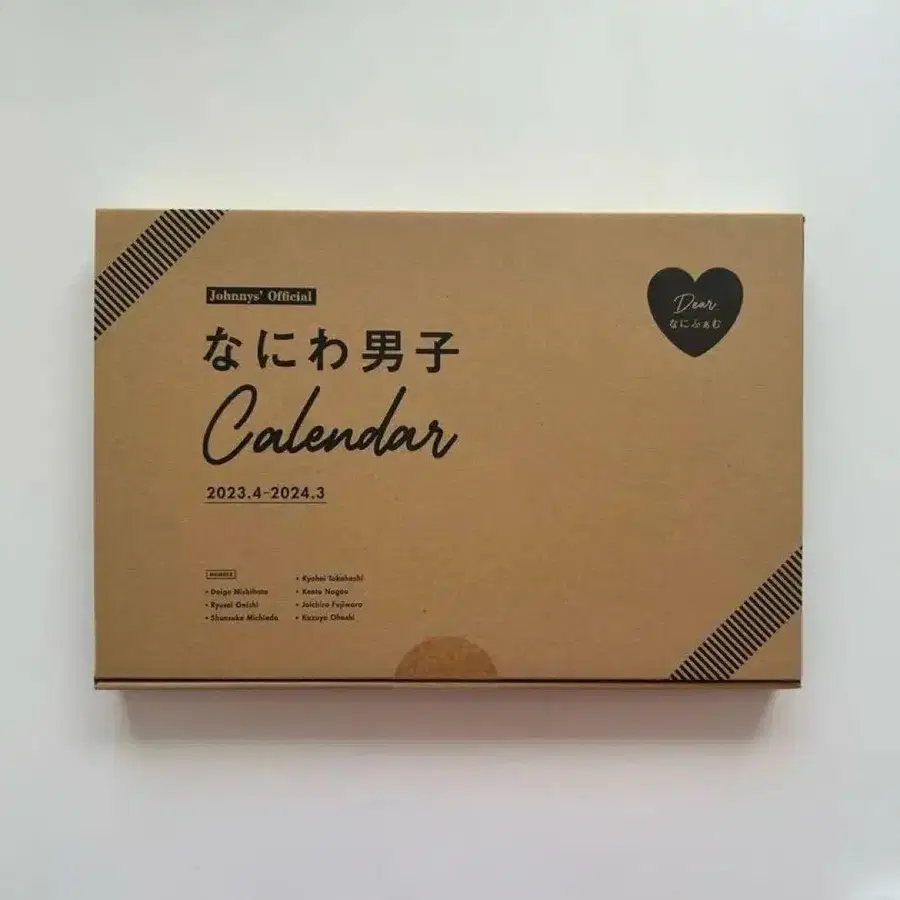 Johnnys' Official
なにわ男子
Calendar
2023.4-2024.3
Dear
なにふぁむ
MEMBER
• Daigo Nishihata
• Ryusei Onishi
• Shunsuke Michieda
• Kyohei Takahashi
• Kento Nagao
• Joichiro Fujiwara
• Kazuya Ohashi